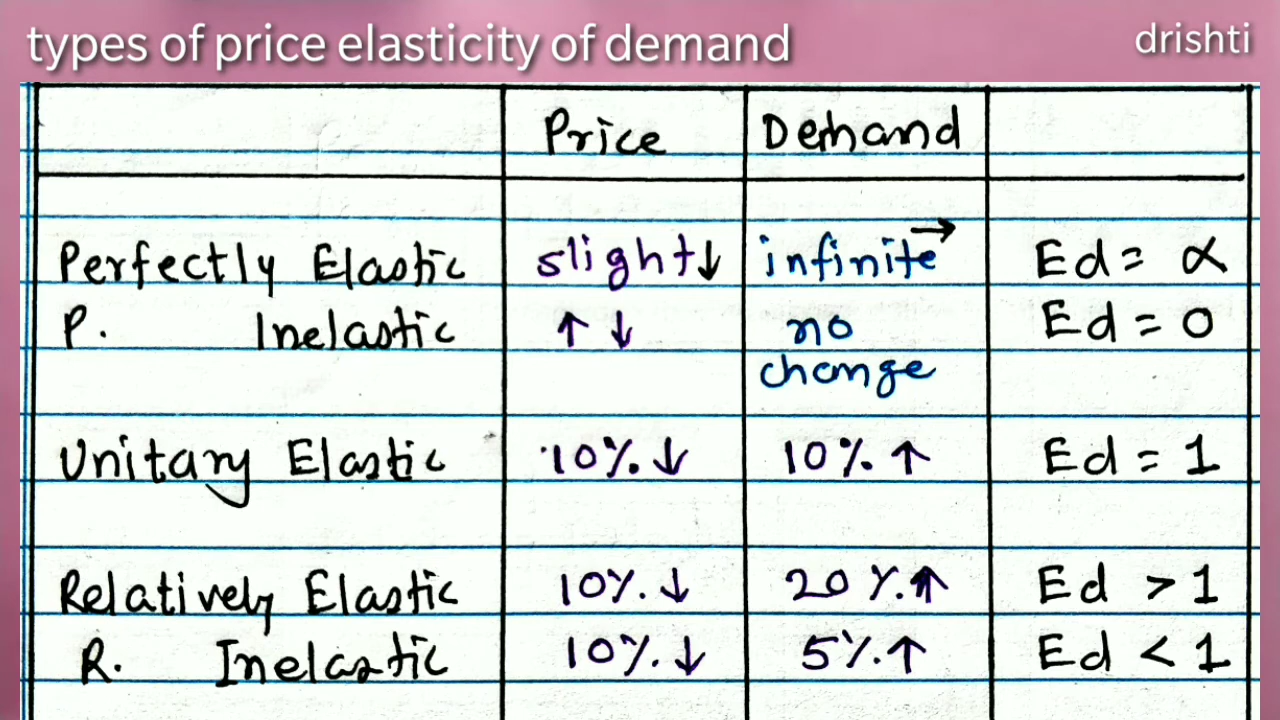 types of price elasticity of demand drishti
Price Demand
Perfectly Elastic slight↓ infinite→ Ed = α
P. Inelastic ↑ ↓ no change Ed = 0
Unitary Elastic 10%.↓ 10%.↑ Ed = 1
Relatively Elastic 10%.↓ 20%.↑ Ed > 1
R. Inelastic 10%.↓ 5%.↑ Ed < 1